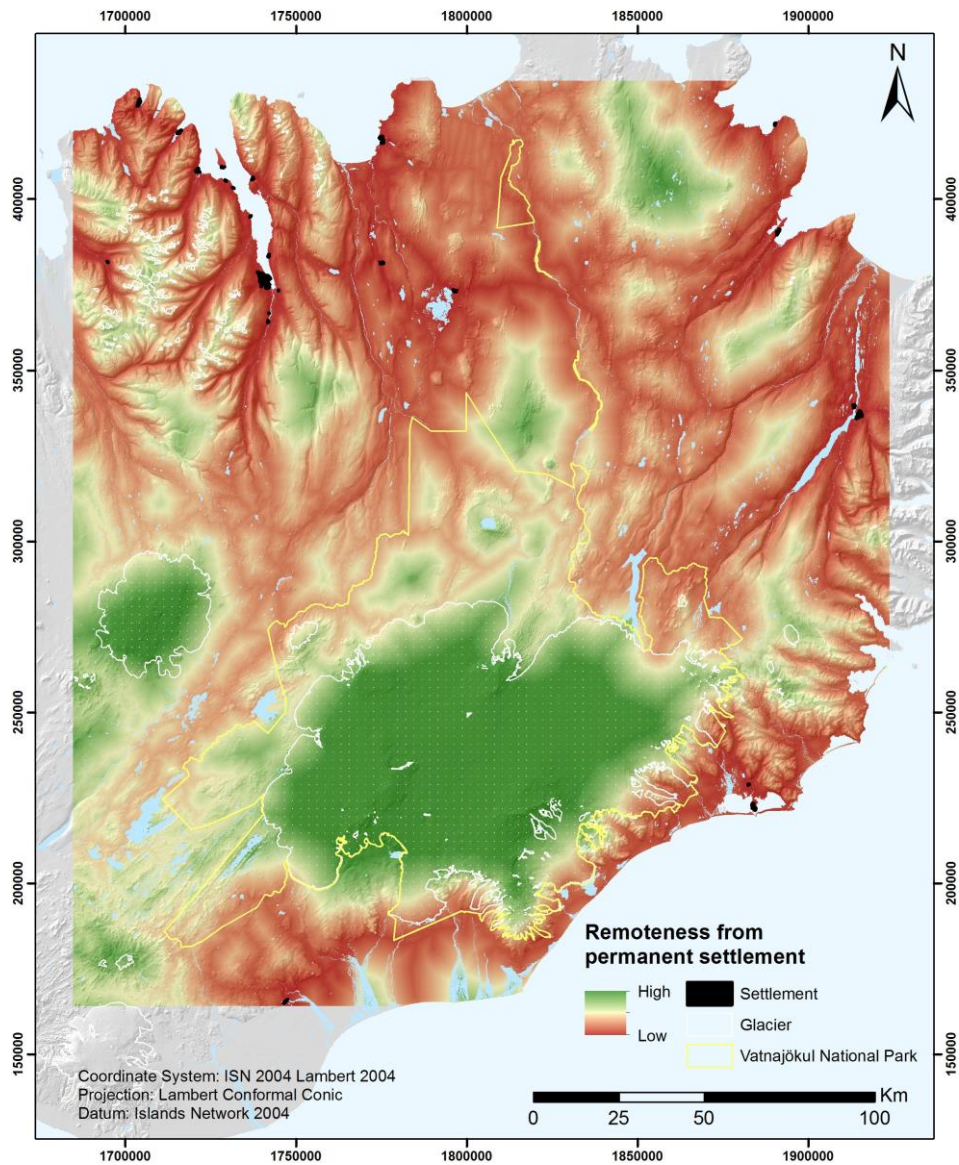 1700000 1750000 1800000 1850000 1900000
N
400000 400000
350000 350000
300000 300000
250000 250000
200000 200000
150000 150000
Remoteness from
permanent settlement
High
Low
Settlement
Glacier
Vatnajökul National Park
Coordinate System: ISN 2004 Lambert 2004
Projection: Lambert Conformal Conic
Datum: Islands Network 2004
Km
0 25 50 100
1700000 1750000 1800000 1850000 1900000